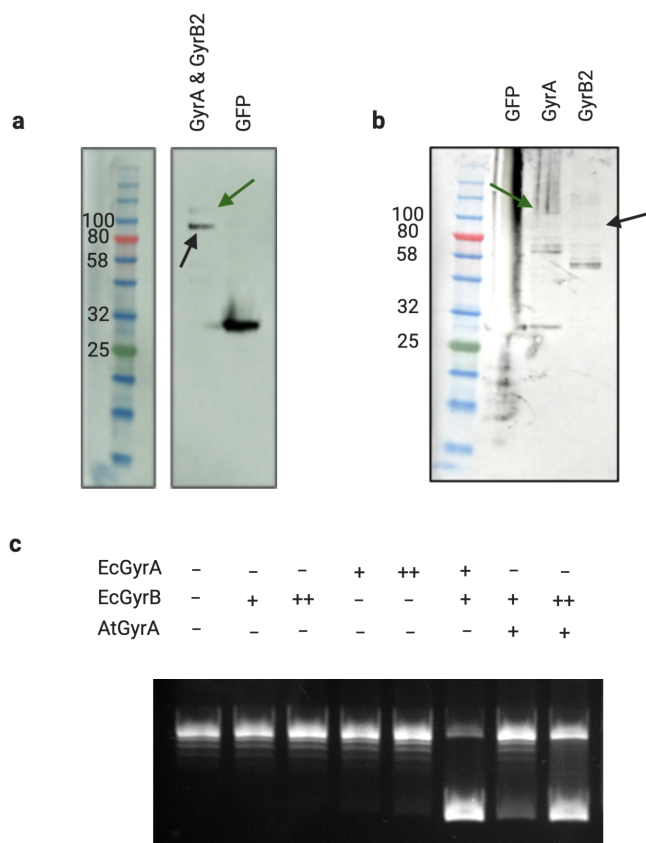 a
GyrA & GyrB2
GFP
100
80
58
32
25
b
GFP
GyrA
GyrB2
100
80
58
32
25
c
EcGyrA – – – + ++ + – –
EcGyrB – + ++ – – + + ++
AtGyrA – – – – – – + +